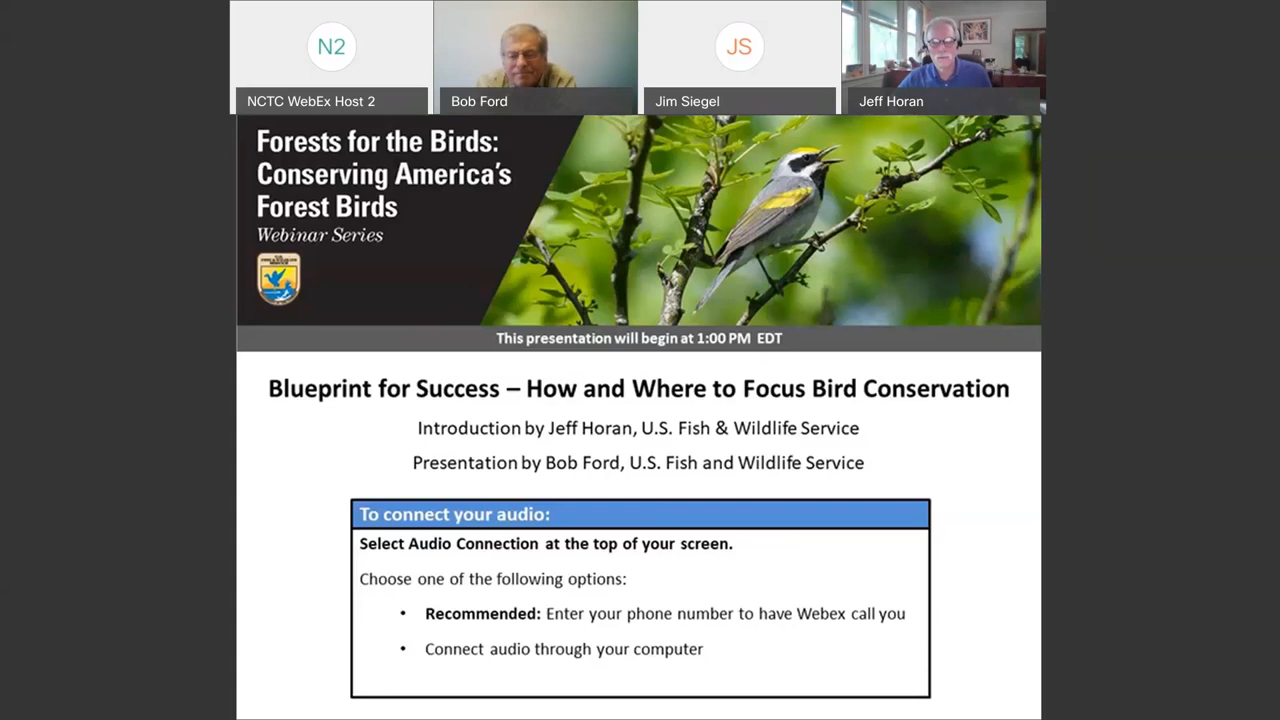 N2
JS
NCTC WebEx Host 2
Bob Ford
Jim Siegel
Jeff Horan
Forests for the Birds:
Conserving America's
Forest Birds
Webinar Series
This presentation will begin at 1:00 PM EDT
Blueprint for Success – How and Where to Focus Bird Conservation
Introduction by Jeff Horan, U.S. Fish & Wildlife Service
Presentation by Bob Ford, U.S. Fish and Wildlife Service
To connect your audio:
Select Audio Connection at the top of your screen.
Choose one of the following options:
• Recommended: Enter your phone number to have Webex call you
• Connect audio through your computer